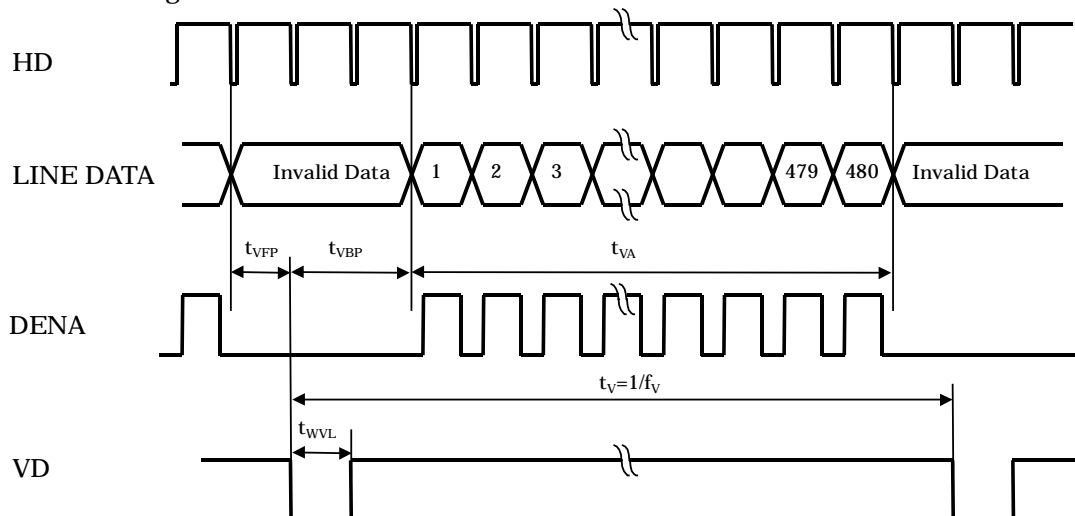 HD
LINE DATA
Invalid Data
1
2
3
479
480
Invalid Data
tVFP
tVBP
tVA
DENA
tV=1/fV
tWVL
VD